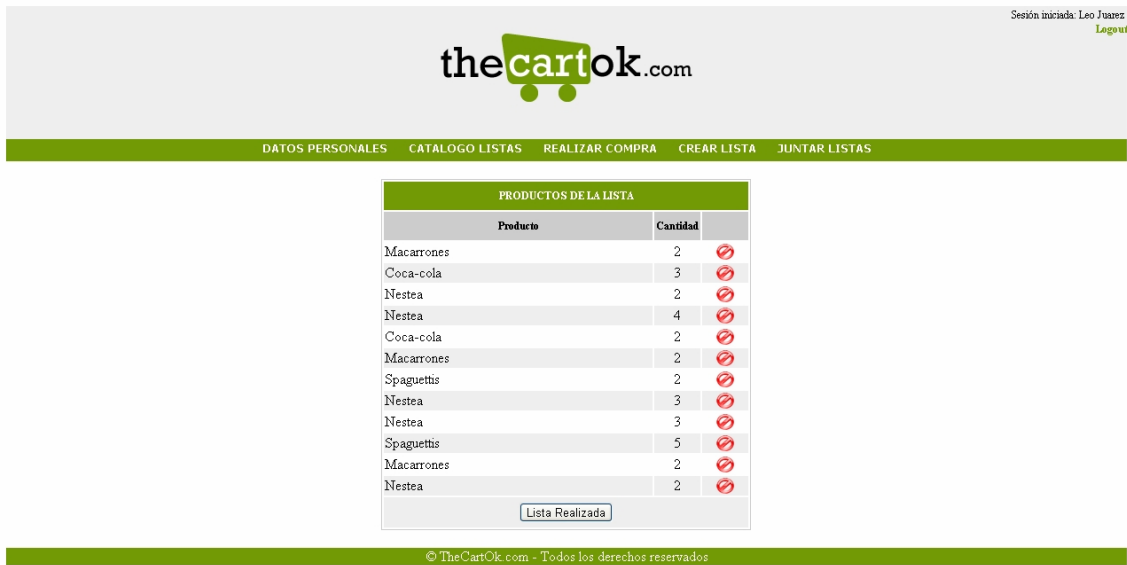 Sesión iniciada: Leo Juarez
Logout
thecartok.com
DATOS PERSONALES CATALOGO LISTAS REALIZAR COMPRA CREAR LISTA JUNTAR LISTAS
PRODUCTOS DE LA LISTA
Producto Cantidad
Macarrones 2
Coca-cola 3
Nestea 2
Nestea 4
Coca-cola 2
Macarrones 2
Spaguettis 2
Nestea 3
Nestea 3
Spaguettis 5
Macarrones 2
Nestea 2
Lista Realizada
© TheCartOk.com - Todos los derechos reservados